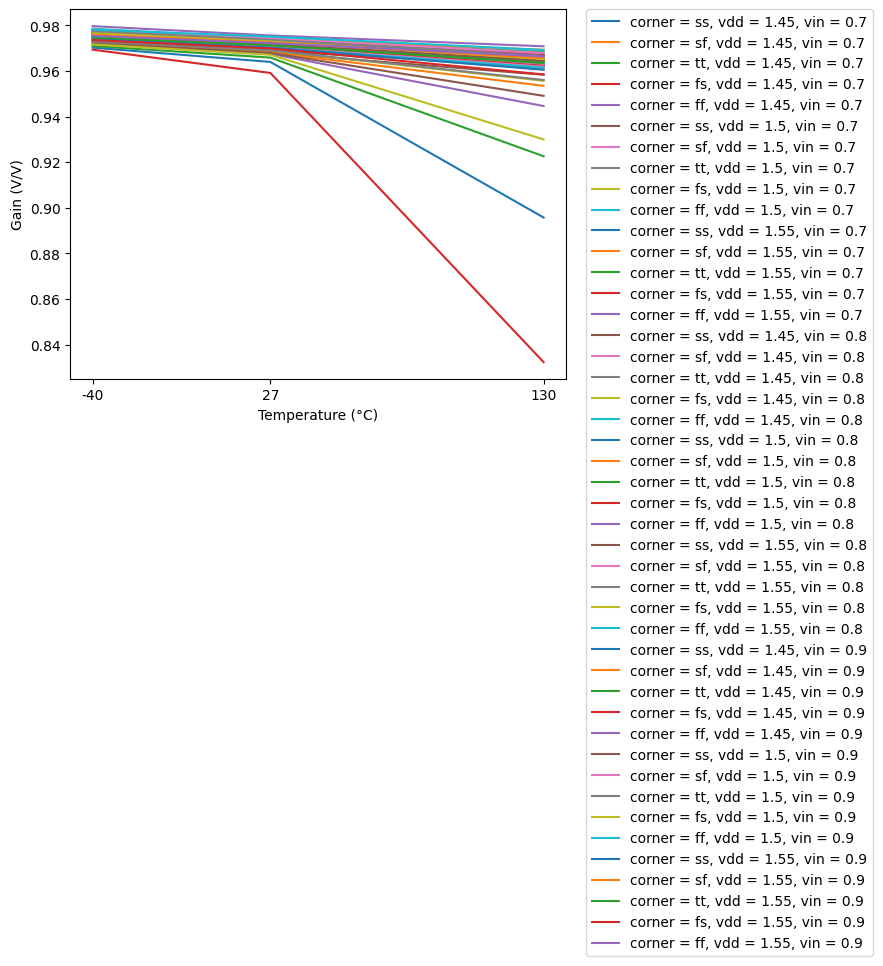 0.98
0.96
0.94
0.92
0.90
0.88
0.86
0.84
Gain (V/V)
-40
27
130
Temperature (°C)
corner = ss, vdd = 1.45, vin = 0.7
corner = sf, vdd = 1.45, vin = 0.7
corner = tt, vdd = 1.45, vin = 0.7
corner = fs, vdd = 1.45, vin = 0.7
corner = ff, vdd = 1.45, vin = 0.7
corner = ss, vdd = 1.5, vin = 0.7
corner = sf, vdd = 1.5, vin = 0.7
corner = tt, vdd = 1.5, vin = 0.7
corner = fs, vdd = 1.5, vin = 0.7
corner = ff, vdd = 1.5, vin = 0.7
corner = ss, vdd = 1.55, vin = 0.7
corner = sf, vdd = 1.55, vin = 0.7
corner = tt, vdd = 1.55, vin = 0.7
corner = fs, vdd = 1.55, vin = 0.7
corner = ff, vdd = 1.55, vin = 0.7
corner = ss, vdd = 1.45, vin = 0.8
corner = sf, vdd = 1.45, vin = 0.8
corner = tt, vdd = 1.45, vin = 0.8
corner = fs, vdd = 1.45, vin = 0.8
corner = ff, vdd = 1.45, vin = 0.8
corner = ss, vdd = 1.5, vin = 0.8
corner = sf, vdd = 1.5, vin = 0.8
corner = tt, vdd = 1.5, vin = 0.8
corner = fs, vdd = 1.5, vin = 0.8
corner = ff, vdd = 1.5, vin = 0.8
corner = ss, vdd = 1.55, vin = 0.8
corner = sf, vdd = 1.55, vin = 0.8
corner = tt, vdd = 1.55, vin = 0.8
corner = fs, vdd = 1.55, vin = 0.8
corner = ff, vdd = 1.55, vin = 0.8
corner = ss, vdd = 1.45, vin = 0.9
corner = sf, vdd = 1.45, vin = 0.9
corner = tt, vdd = 1.45, vin = 0.9
corner = fs, vdd = 1.45, vin = 0.9
corner = ff, vdd = 1.45, vin = 0.9
corner = ss, vdd = 1.5, vin = 0.9
corner = sf, vdd = 1.5, vin = 0.9
corner = tt, vdd = 1.5, vin = 0.9
corner = fs, vdd = 1.5, vin = 0.9
corner = ff, vdd = 1.5, vin = 0.9
corner = ss, vdd = 1.55, vin = 0.9
corner = sf, vdd = 1.55, vin = 0.9
corner = tt, vdd = 1.55, vin = 0.9
corner = fs, vdd = 1.55, vin = 0.9
corner = ff, vdd = 1.55, vin = 0.9